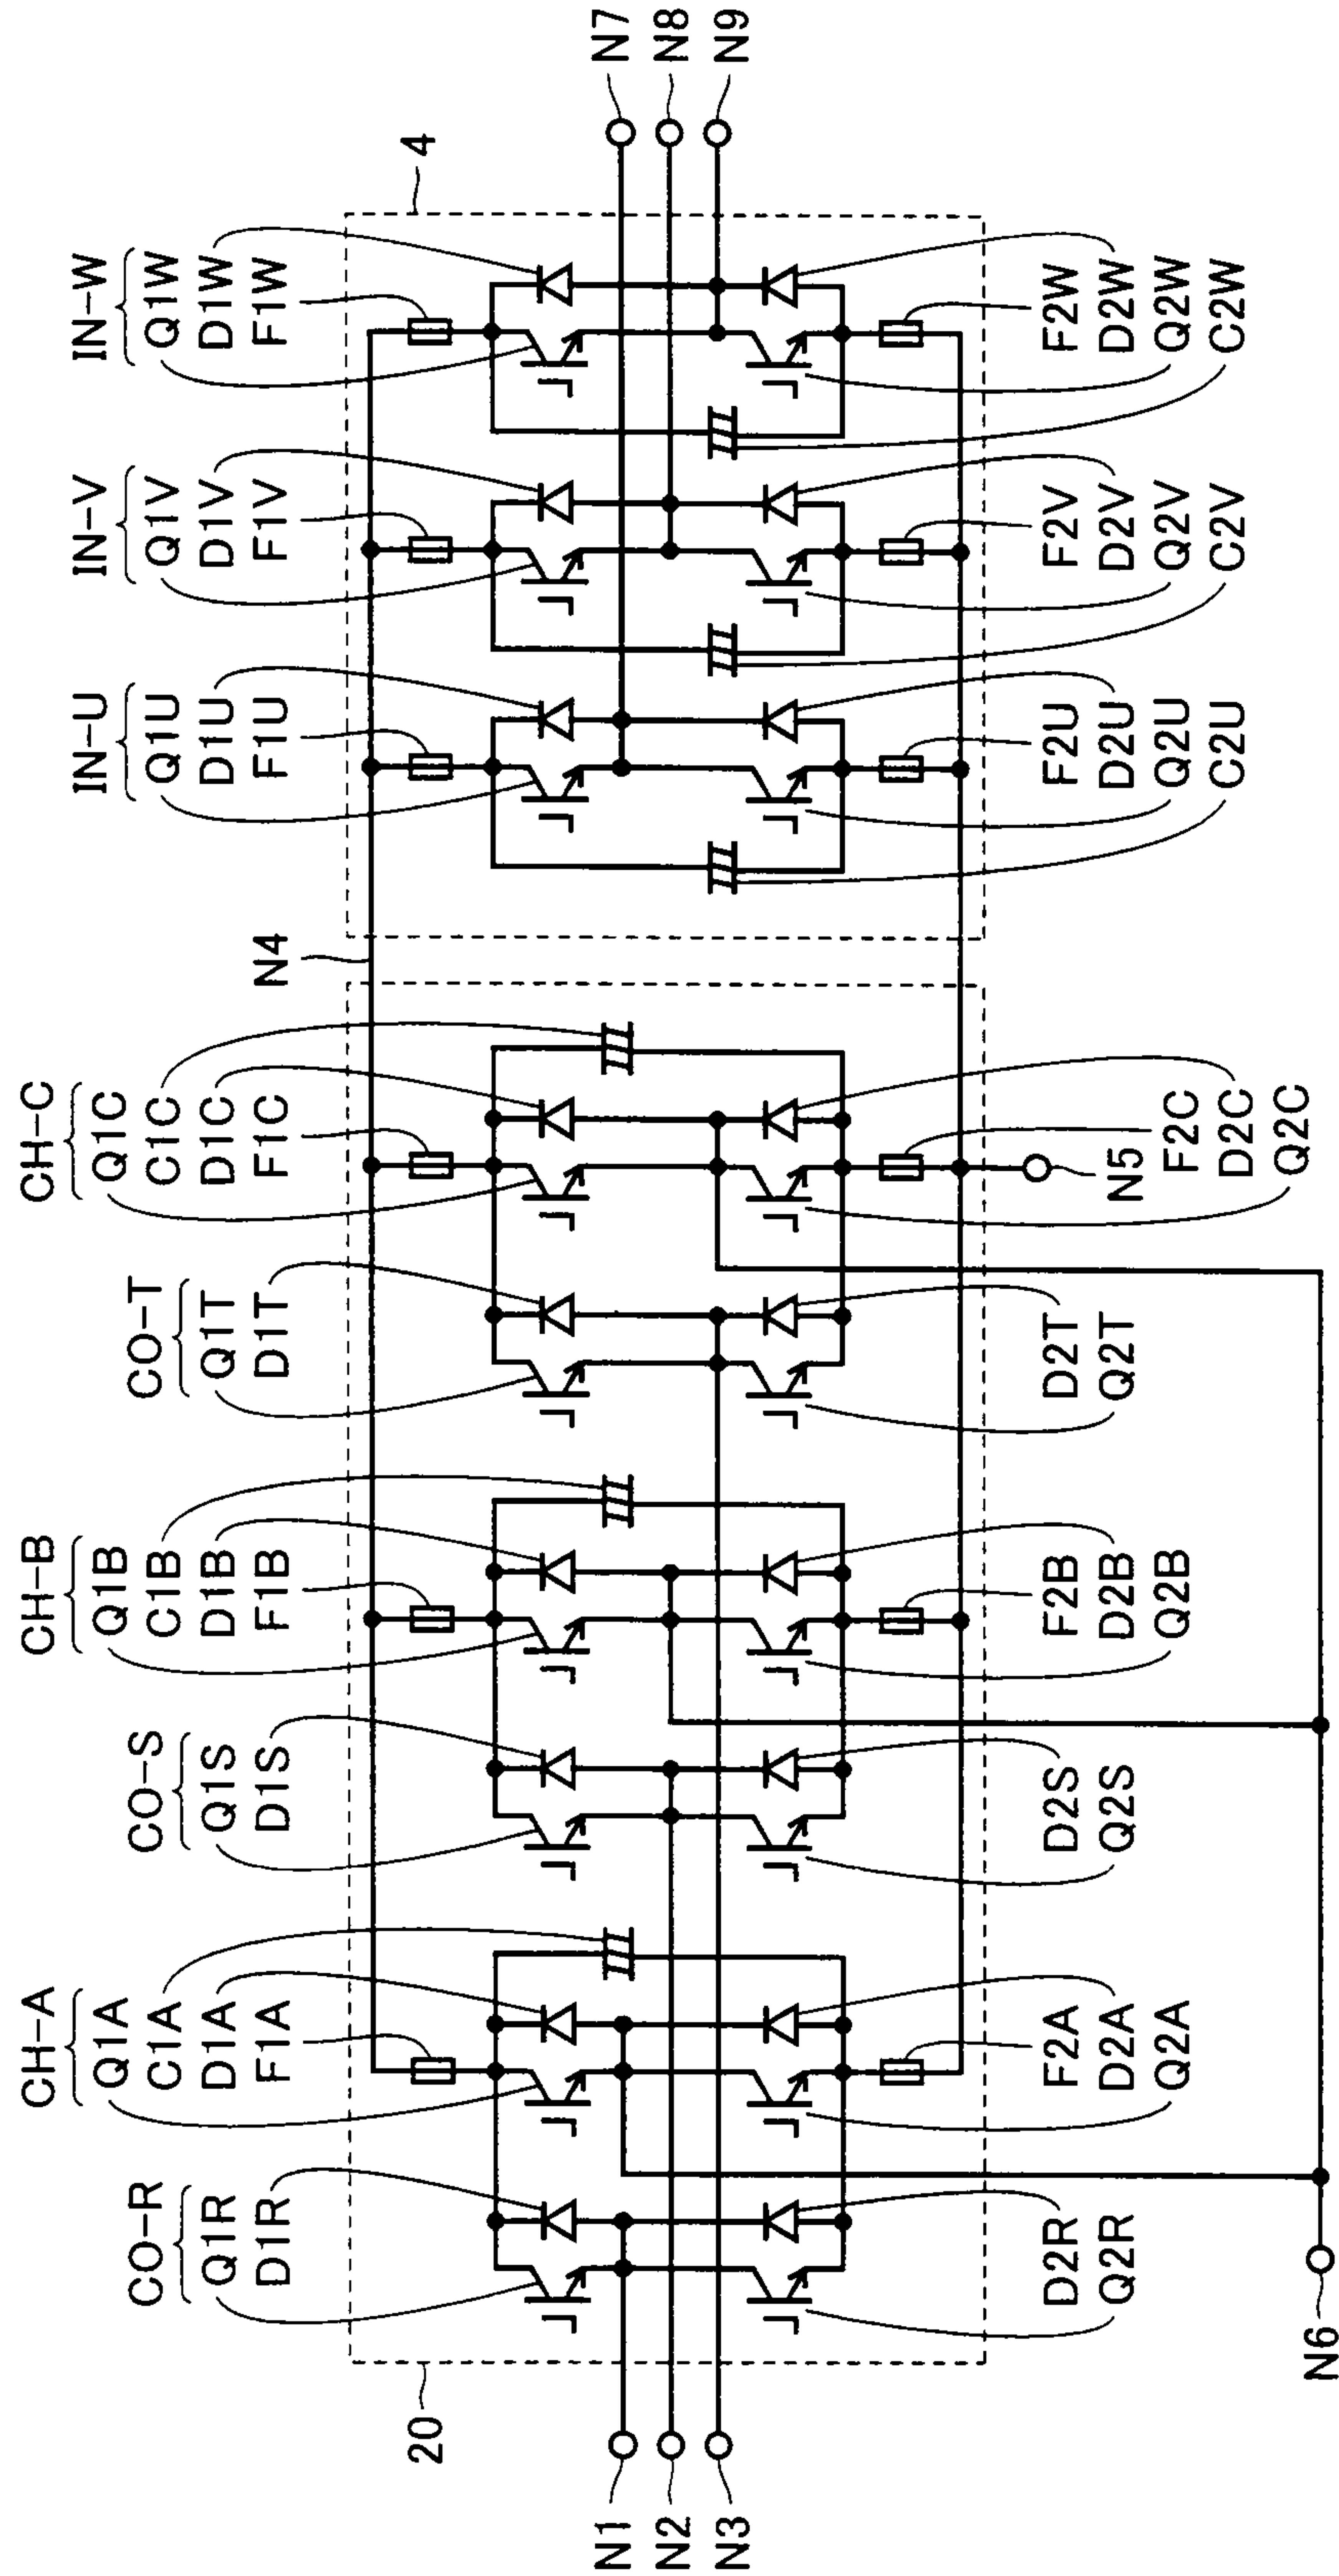 CH-A
Q1A
C1A
D1A
F1A
CH-B
Q1B
C1B
D1B
F1B
CH-C
Q1C
C1C
D1C
F1C
CO-R
Q1R
D1R
CO-S
Q1S
D1S
CO-T
Q1T
D1T
IN-U
Q1U
D1U
F1U
IN-V
Q1V
D1V
F1V
IN-W
Q1W
D1W
F1W
N4
20
4
N1
N2
N3
N7
N8
N9
D2R
Q2R
F2A
D2A
Q2A
D2S
Q2S
F2B
D2B
Q2B
D2T
Q2T
N5
F2C
D2C
Q2C
F2U
D2U
Q2U
C2U
F2V
D2V
Q2V
C2V
F2W
D2W
Q2W
C2W
N6